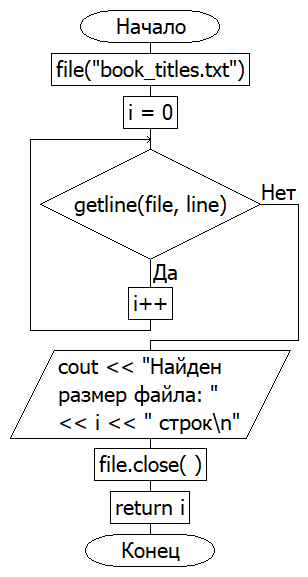 Начало
file("book_titles.txt")
i = 0
getline(file, line)
Нет
Да
i++
cout << "Найден
размер файла: "
<< i << " строк\n"
file.close( )
return i
Конец